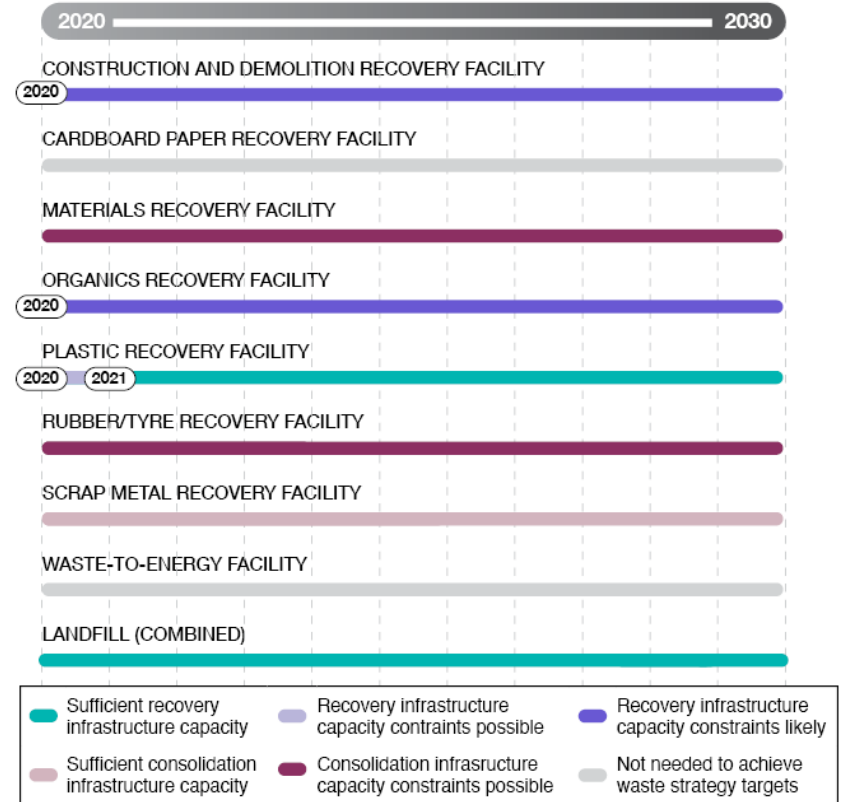 2020 2030
CONSTRUCTION AND DEMOLITION RECOVERY FACILITY
2020
CARDBOARD PAPER RECOVERY FACILITY
MATERIALS RECOVERY FACILITY
ORGANICS RECOVERY FACILITY
2020
PLASTIC RECOVERY FACILITY
2020 2021
RUBBER/TYRE RECOVERY FACILITY
SCRAP METAL RECOVERY FACILITY
WASTE-TO-ENERGY FACILITY
LANDFILL (COMBINED)
Sufficient recovery
infrastructure capacity
Recovery infrastructure
capacity contraints possible
Recovery infrastructure
capacity constraints likely
Sufficient consolidation
infrastructure capacity
Consolidation infrasructure
capacity constraints possible
Not needed to achieve
waste strategy targets